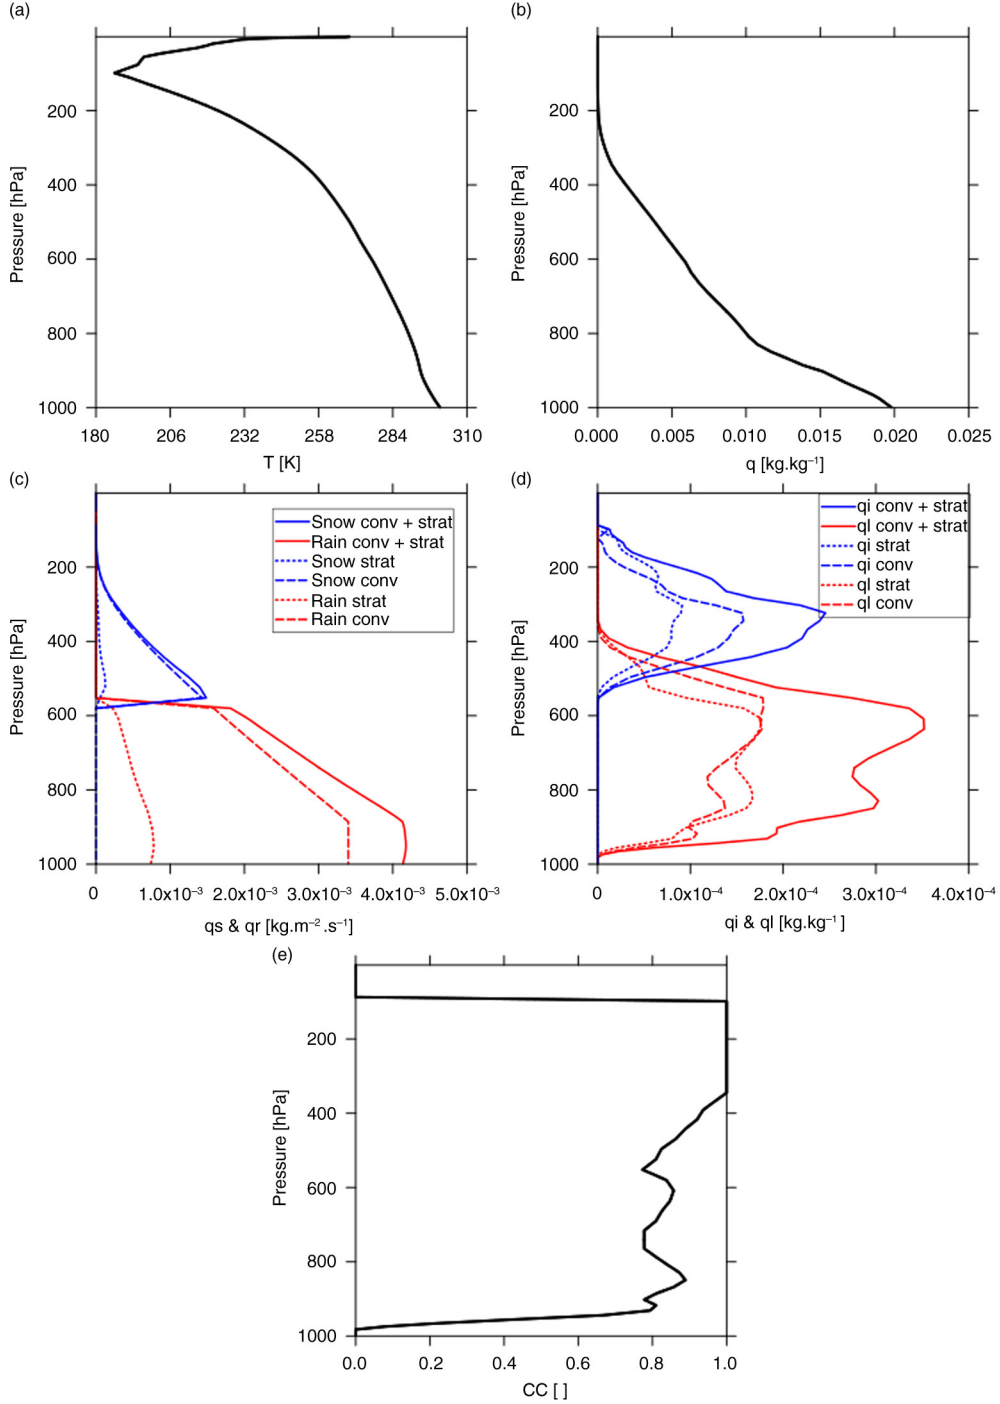 (a)
200
400
600
800
1000
Pressure [hPa]
180 206 232 258 284 310
T [K]
(b)
200
400
600
800
1000
Pressure [hPa]
0.000 0.005 0.010 0.015 0.020 0.025
q [kg.kg⁻¹]
(c)
Snow conv + strat
Rain conv + strat
Snow strat
Snow conv
Rain strat
Rain conv
200
400
600
800
1000
Pressure [hPa]
0 1.0x10⁻³ 2.0x10⁻³ 3.0x10⁻³ 4.0x10⁻³ 5.0x10⁻³
qs & qr [kg.m⁻².s⁻¹]
(d)
qi conv + strat
ql conv + strat
qi strat
qi conv
ql strat
ql conv
200
400
600
800
1000
Pressure [hPa]
0 1.0x10⁻⁴ 2.0x10⁻⁴ 3.0x10⁻⁴ 4.0x10⁻⁴
qi & ql [kg.kg⁻¹]
(e)
200
400
600
800
1000
Pressure [hPa]
0.0 0.2 0.4 0.6 0.8 1.0
CC [ ]